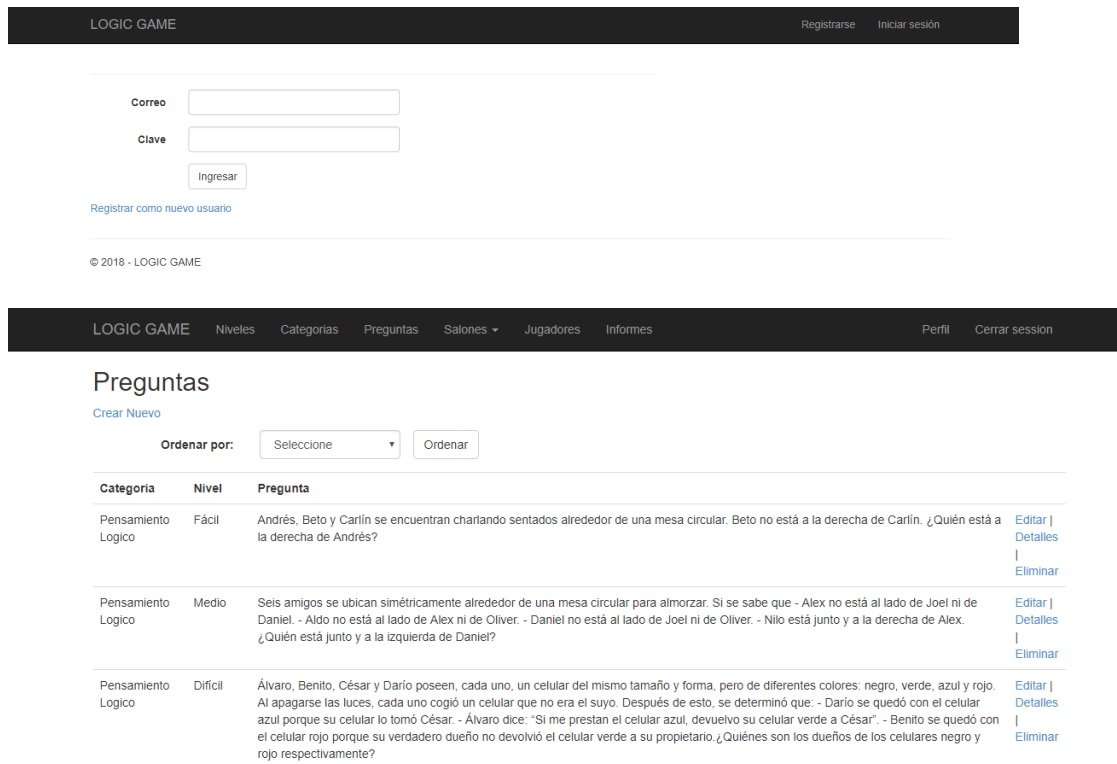 LOGIC GAME Registrarse Iniciar sesión
Correo
Clave
Ingresar
Registrar como nuevo usuario
© 2018 - LOGIC GAME
LOGIC GAME Niveles Categorias Preguntas Salones Jugadores Informes Perfil Cerrar session
Preguntas
Crear Nuevo
Ordenar por: Seleccione Ordenar
Categoria Nivel Pregunta
Pensamiento Fácil Andrés, Beto y Carlín se encuentran charlando sentados alrededor de una mesa circular. Beto no está a la derecha de Carlín. ¿Quién está a Editar |
Logico la derecha de Andrés? Detalles
|
Eliminar
Pensamiento Medio Seis amigos se ubican simétricamente alrededor de una mesa circular para almorzar. Si se sabe que - Alex no está al lado de Joel ni de Editar |
Logico Daniel. - Aldo no está al lado de Alex ni de Oliver. - Daniel no está al lado de Joel ni de Oliver. - Nilo está junto y a la derecha de Alex. Detalles
¿Quién está junto y a la izquierda de Daniel? |
Eliminar
Pensamiento Difícil Álvaro, Benito, César y Darío poseen, cada uno, un celular del mismo tamaño y forma, pero de diferentes colores: negro, verde, azul y rojo. Editar |
Logico Al apagarse las luces, cada uno cogió un celular que no era el suyo. Después de esto, se determinó que: - Darío se quedó con el celular Detalles
azul porque su celular lo tomó César. - Álvaro dice: “Si me prestan el celular azul, devuelvo su celular verde a César”. - Benito se quedó con |
el celular rojo porque su verdadero dueño no devolvió el celular verde a su propietario.¿Quiénes son los dueños de los celulares negro y Eliminar
rojo respectivamente?